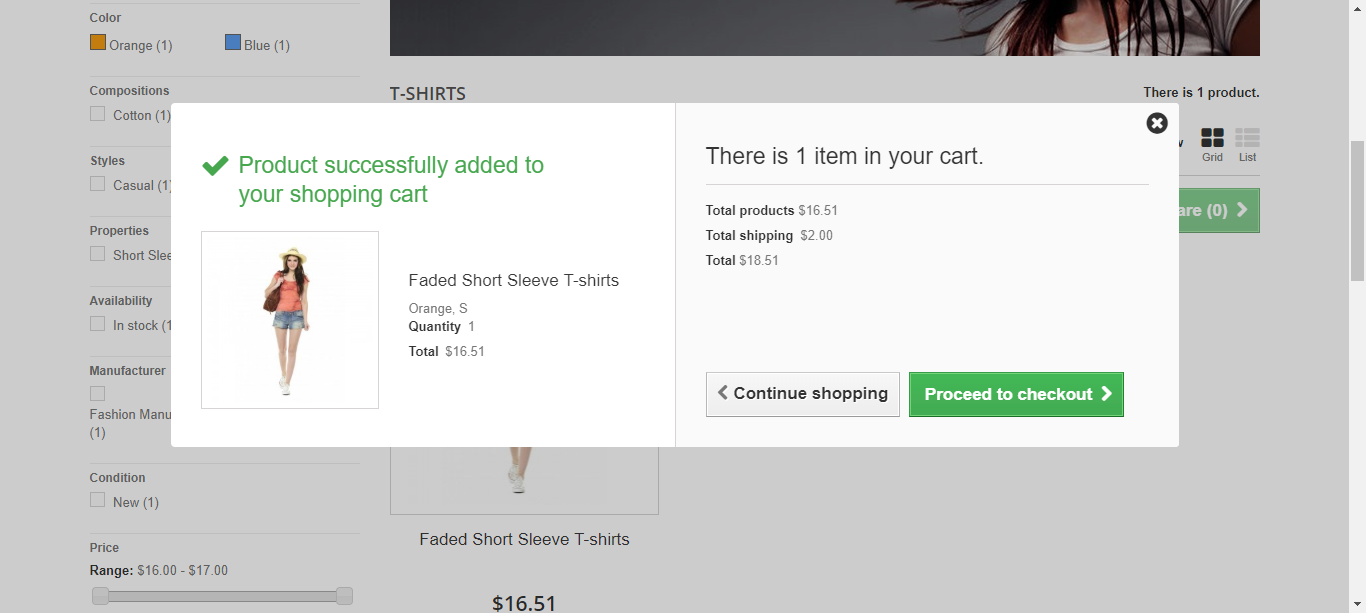 Color
Orange (1)
Blue (1)
Compositions
Cotton (1)
Styles
Casual (1)
Properties
Short Slee
Availability
In stock (1
Manufacturer
Fashion Manu
(1)
Condition
New (1)
Price
Range: $16.00 - $17.00
T-SHIRTS
There is 1 product.
Grid
List
are (0)
Product successfully added to
your shopping cart
Faded Short Sleeve T-shirts
Orange, S
Quantity 1
Total $16.51
There is 1 item in your cart.
Total products $16.51
Total shipping $2.00
Total $18.51
Continue shopping
Proceed to checkout
Faded Short Sleeve T-shirts
$16.51